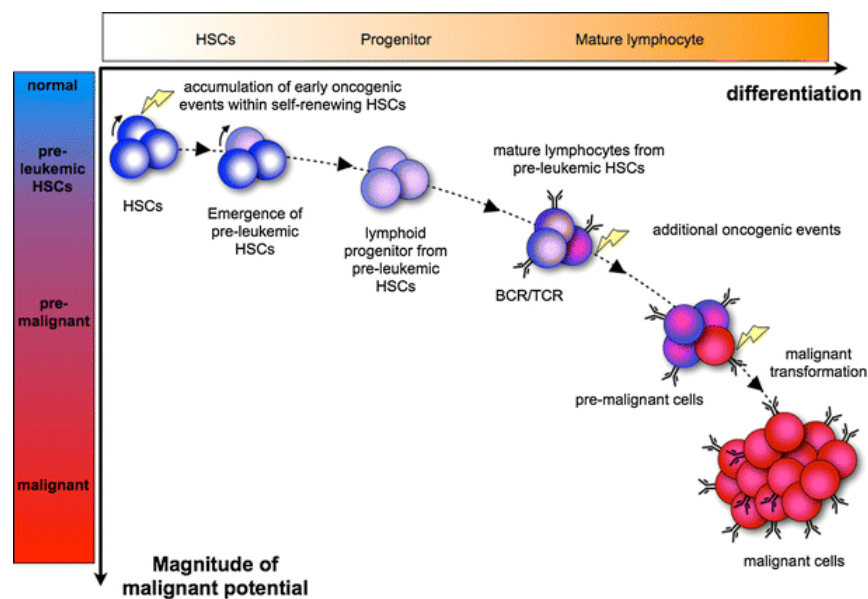 HSCs
Progenitor
Mature lymphocyte
differentiation
normal
pre-
leukemic
HSCs
pre-
malignant
malignant
accumulation of early oncogenic
events within self-renewing HSCs
HSCs
Emergence of
pre-leukemic
HSCs
lymphoid
progenitor from
pre-leukemic
HSCs
mature lymphocytes from
pre-leukemic HSCs
BCR/TCR
additional oncogenic events
pre-malignant cells
malignant
transformation
malignant cells
Magnitude of
malignant potential